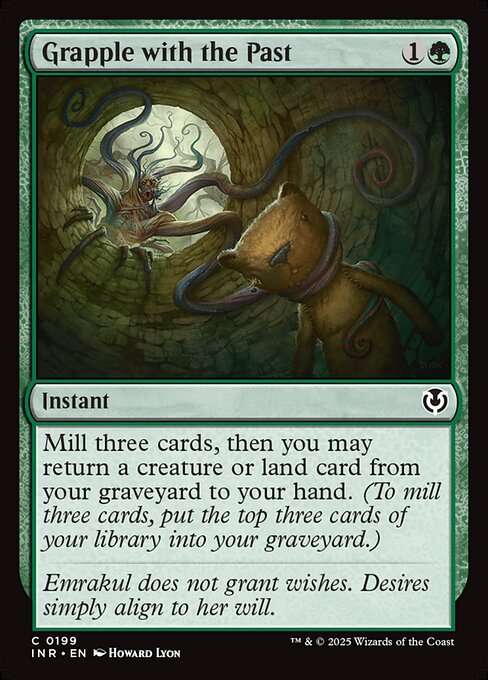 Grapple with the Past 1
Instant
Mill three cards, then you may
return a creature or land card from
your graveyard to your hand. (To mill
three cards, put the top three cards of
your library into your graveyard.)
Emrakul does not grant wishes. Desires
simply align to her will.
C 0199
INR • EN Howard Lyon
™ & © 2025 Wizards of the Coast